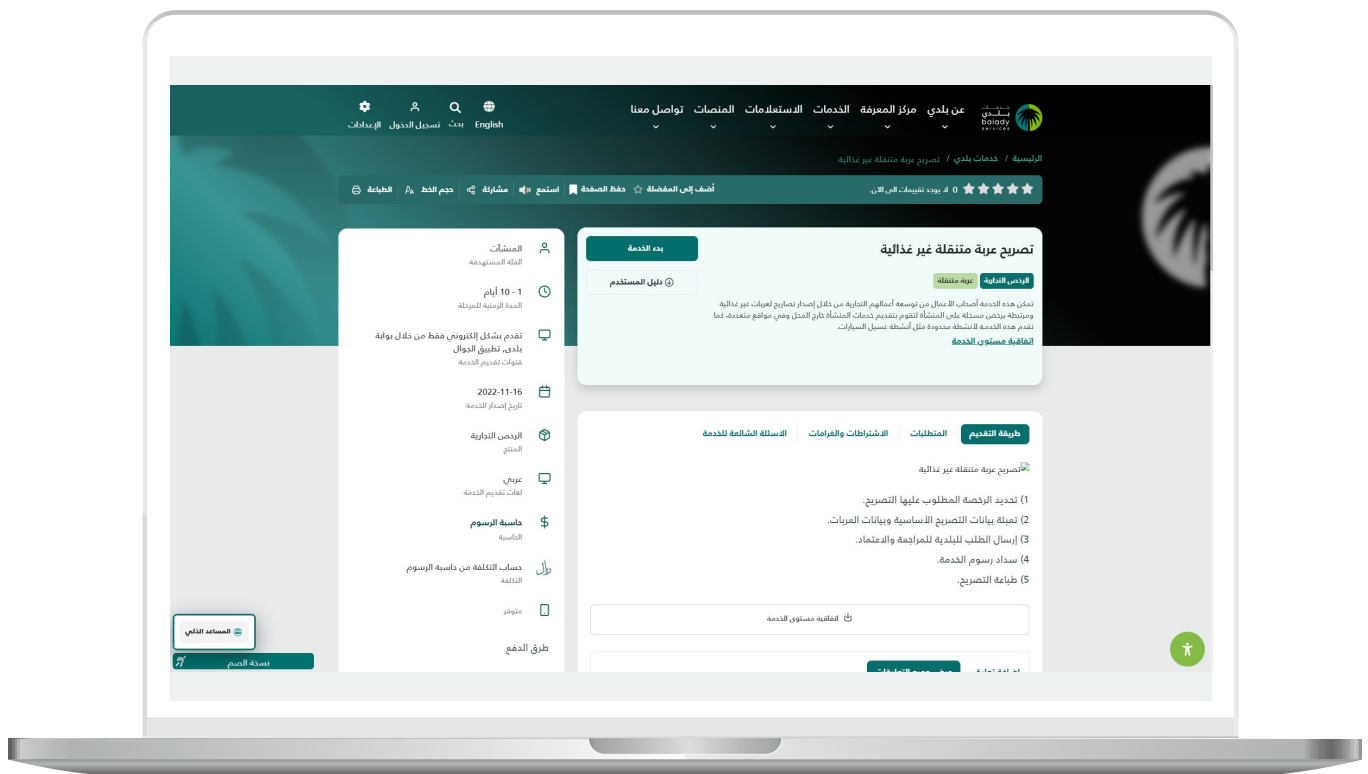 خدمات
بلدي
balady
services
عن بلدي
مركز المعرفة
الخدمات
الاستعلامات
المنصات
تواصل معنا
English
بحث
تسجيل الدخول
الإعدادات
الرئيسية / خدمات بلدي / تصريح عربة متنقلة غير غذائية
0 لا يوجد تقييمات الى الآن.
أضف إلى المفضلة
حفظ الصفحة
استمع
مشاركة
حجم الخط
الطباعة
تصريح عربة متنقلة غير غذائية
بدء الخدمة
دليل المستخدم
الرخص التجارية
عربة متنقلة
تمكن هذه الخدمة أصحاب الأعمال من توسعة أعمالهم التجارية من خلال إصدار تصاريح لعربات غير غذائية
ومرتبطة برخص مسجلة على المنشأة لتقوم بتقديم خدمات المنشأة خارج المحل وفي مواقع متعددة، كما
تقدم هذه الخدمة لأنشطة محدودة مثل أنشطة غسيل السيارات.
اتفاقية مستوى الخدمة
طريقة التقديم
المتطلبات
الاشتراطات والغرامات
الاسئلة الشائعة للخدمة
تصريح عربة متنقلة غير غذائية
1) تحديد الرخصة المطلوب عليها التصريح.
2) تعبئة بيانات التصريح الأساسية وبيانات العربات.
3) إرسال الطلب للبلدية للمراجعة والاعتماد.
4) سداد رسوم الخدمة.
5) طباعة التصريح.
اتفاقية مستوى الخدمة
المنشآت
الفئة المستهدفة
1 - 10 أيام
المدة الزمنية للمرحلة
تقدم بشكل إلكتروني فقط من خلال بوابة
بلدي, تطبيق الجوال
قنوات تقديم الخدمة
2022-11-16
تاريخ إصدار الخدمة
الرخص التجارية
المنتج
عربي
لغات تقديم الخدمة
حاسبة الرسوم
الحاسبة
حساب التكلفة من حاسبة الرسوم
التكلفة
متوفر
طرق الدفع
المساعد الذكي
نسخة الصم